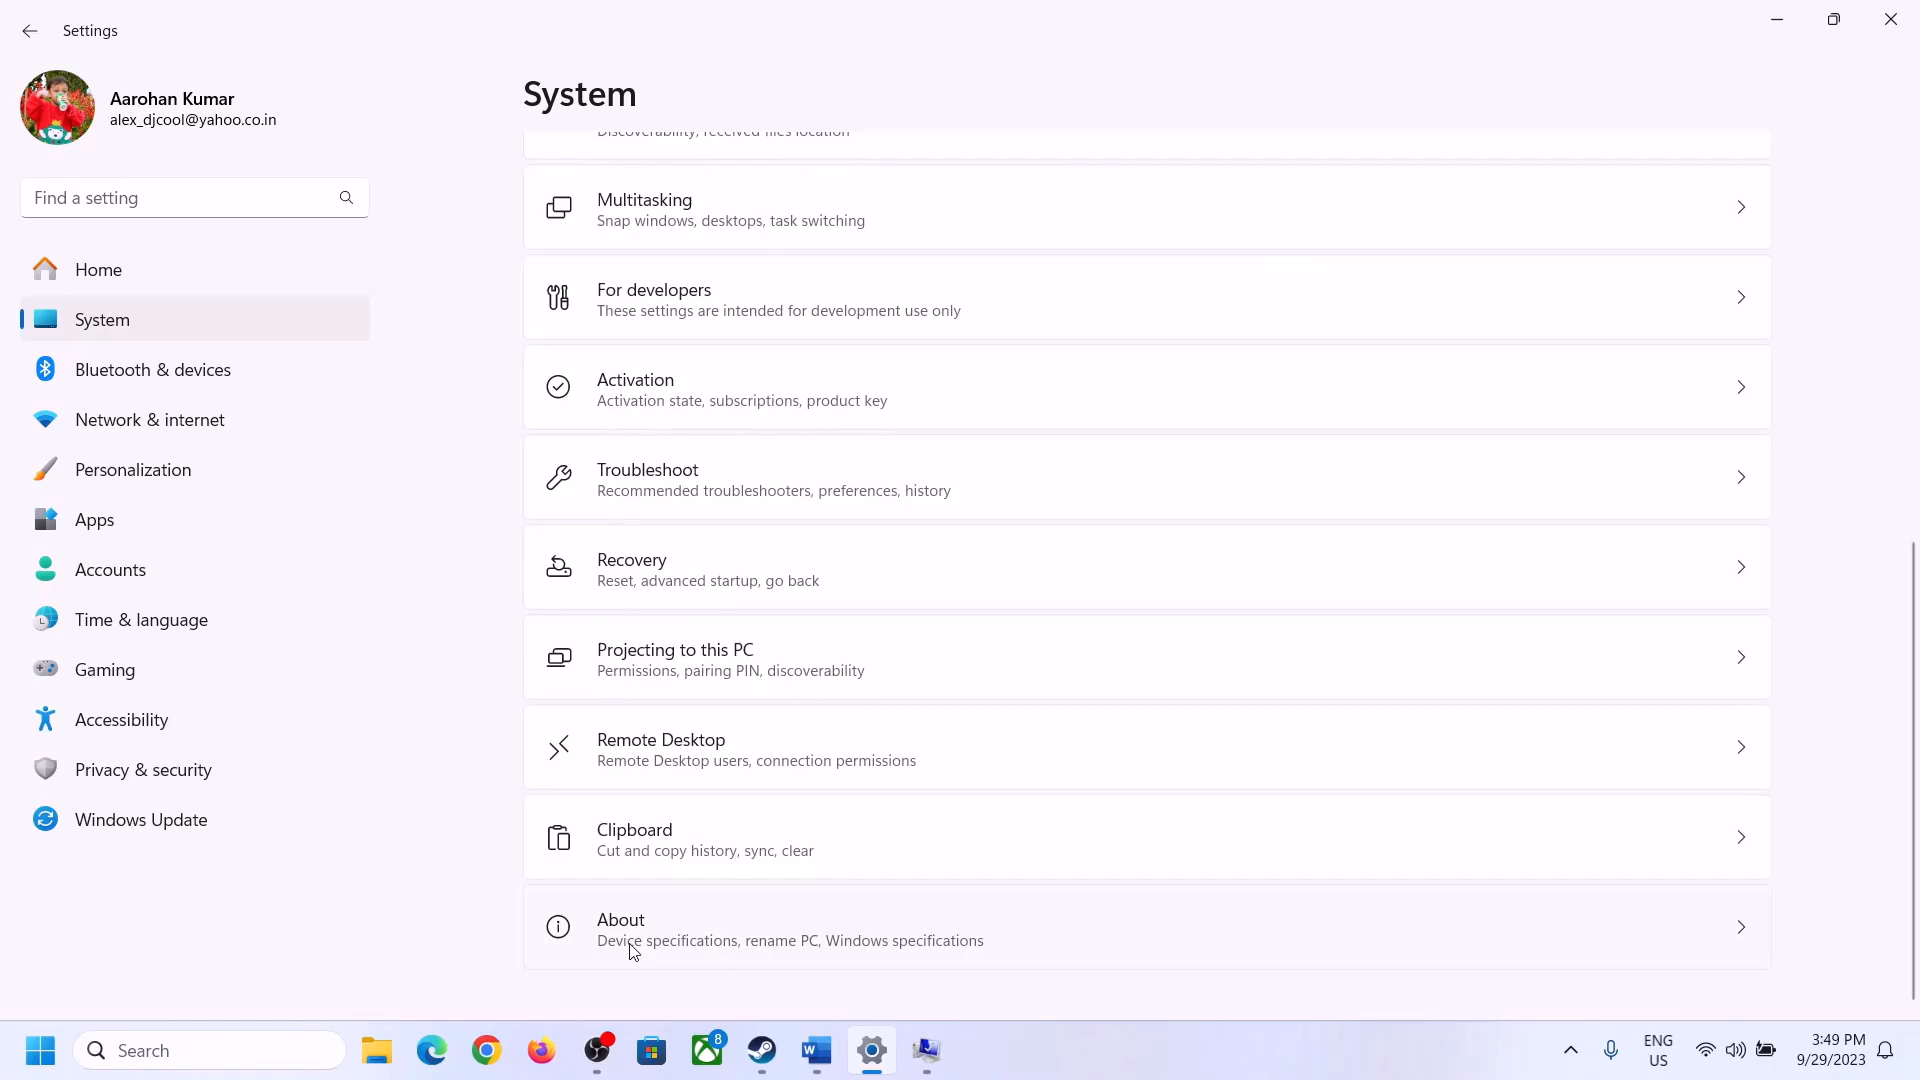 Settings
Aarohan Kumar
alex_djcool@yahoo.co.in
Find a setting
Home
System
Bluetooth & devices
Network & internet
Personalization
Apps
Accounts
Time & language
Gaming
Accessibility
Privacy & security
Windows Update
System
Discoverability, received files location
Multitasking
Snap windows, desktops, task switching
For developers
These settings are intended for development use only
Activation
Activation state, subscriptions, product key
Troubleshoot
Recommended troubleshooters, preferences, history
Recovery
Reset, advanced startup, go back
Projecting to this PC
Permissions, pairing PIN, discoverability
Remote Desktop
Remote Desktop users, connection permissions
Clipboard
Cut and copy history, sync, clear
About
Device specifications, rename PC, Windows specifications
Search
8
ENG
US
3:49 PM
9/29/2023